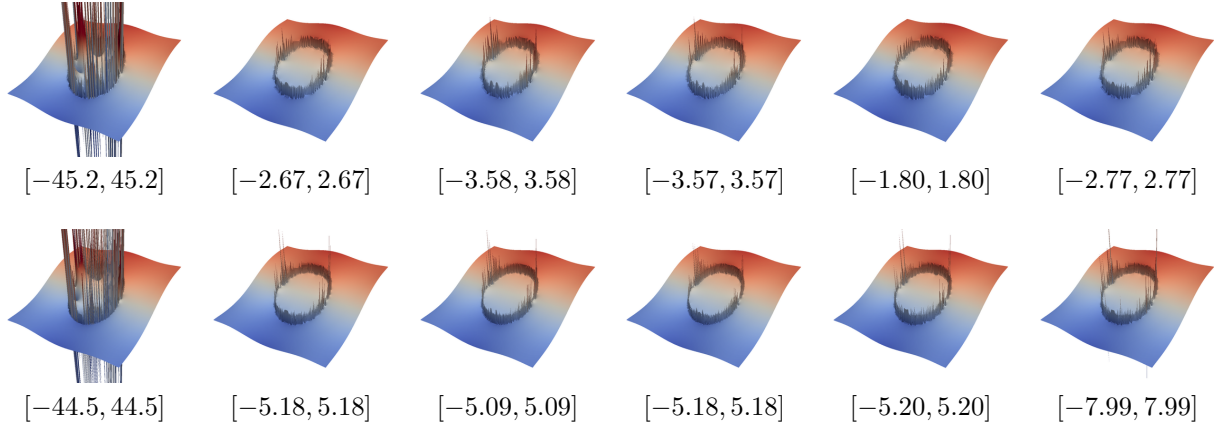 [−45.2, 45.2] [−2.67, 2.67] [−3.58, 3.58] [−3.57, 3.57] [−1.80, 1.80] [−2.77, 2.77]
[−44.5, 44.5] [−5.18, 5.18] [−5.09, 5.09] [−5.18, 5.18] [−5.20, 5.20] [−7.99, 7.99]